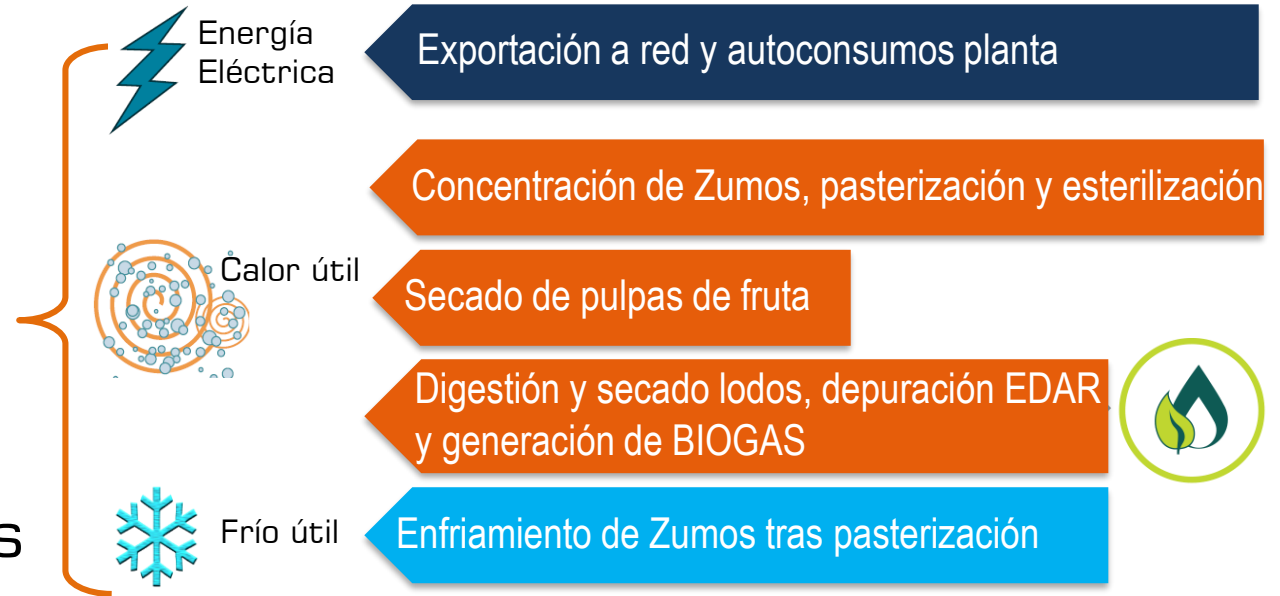 Energía
Eléctrica
Exportación a red y autoconsumos planta
Concentración de Zumos, pasterización y esterilización
Calor útil
Secado de pulpas de fruta
Digestión y secado lodos, depuración EDAR
y generación de BIOGAS
s
Frío útil
Enfriamiento de Zumos tras pasterización